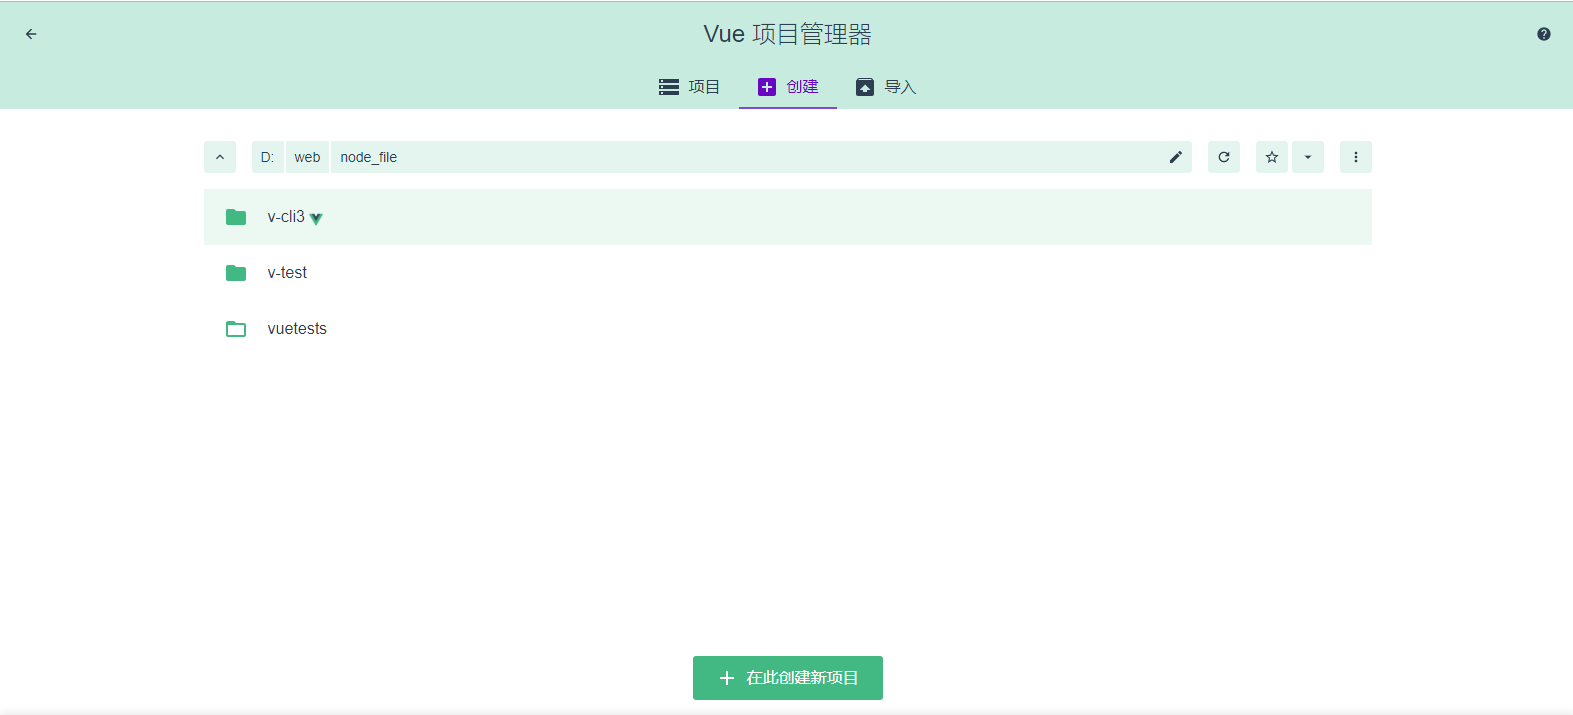 Vue 项目管理器
项目 创建 导入
D: web node_file
v-cli3
v-test
vuetests
在此创建新项目